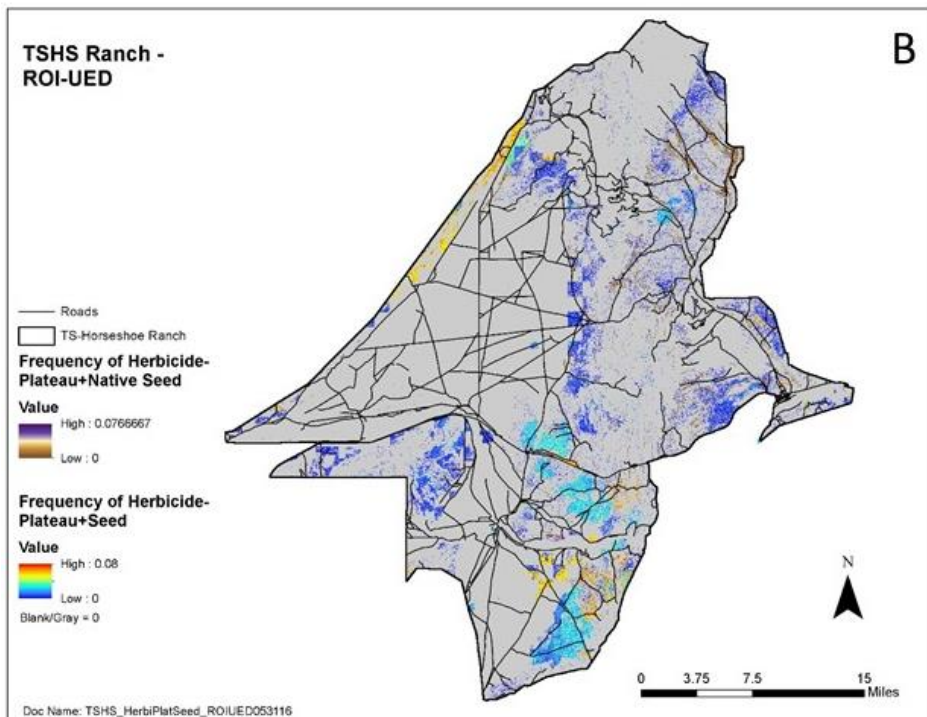 TSHS Ranch -
ROI-UED
B
Roads
TS-Horseshoe Ranch
Frequency of Herbicide-
Plateau+Native Seed
Value
High : 0.0766667
Low : 0
Frequency of Herbicide-
Plateau+Seed
Value
High : 0.08
Low : 0
Blank/Gray = 0
N
0 3.75 7.5 15
Miles
Doc Name: TSHS_HerbiPlatSeed_ROIUED053116